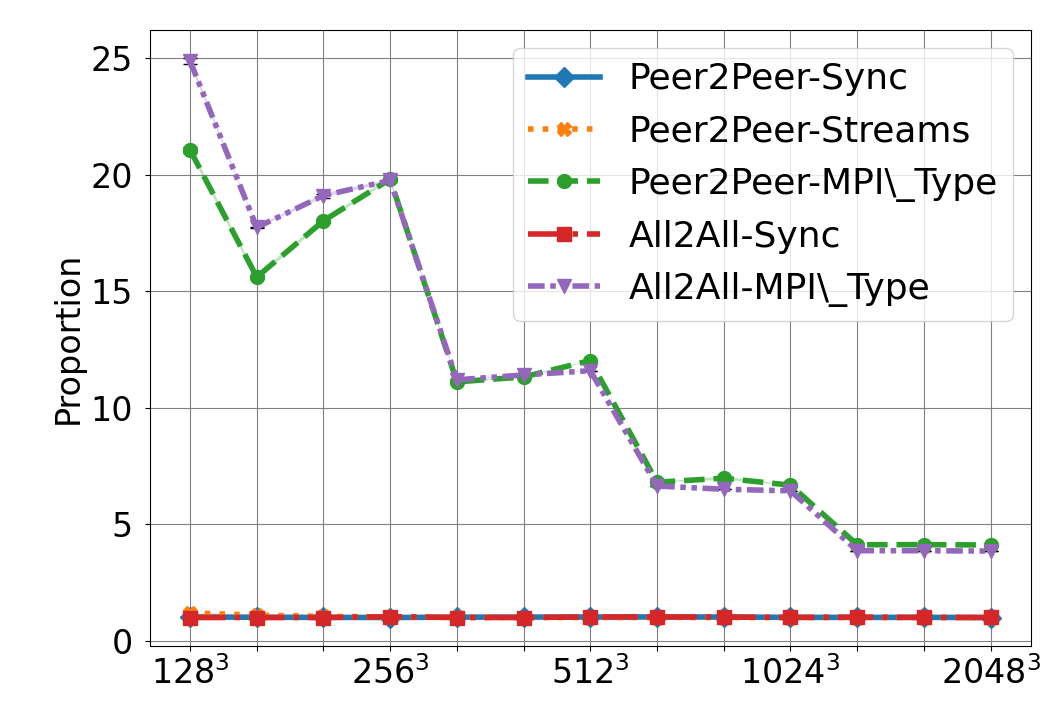 25
20
15
10
5
0
Proportion
Peer2Peer-Sync
Peer2Peer-Streams
Peer2Peer-MPI\_Type
All2All-Sync
All2All-MPI\_Type
128³ 256³ 512³ 1024³ 2048³